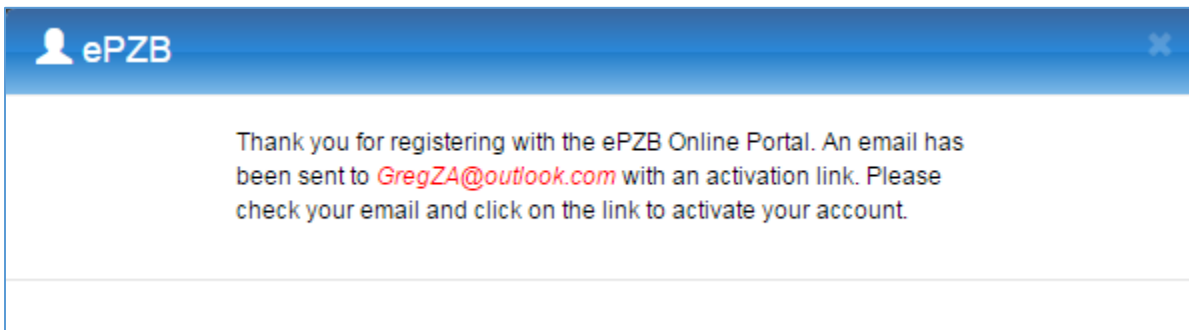 ePZB
Thank you for registering with the ePZB Online Portal. An email has
been sent to GregZA@outlook.com with an activation link. Please
check your email and click on the link to activate your account.